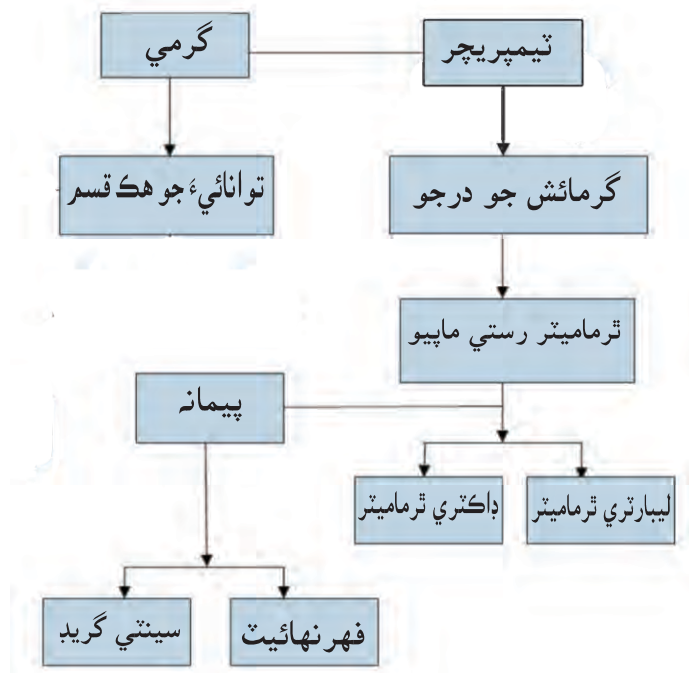 ٽيمپريچر
گرمي
گرمائش جو درجو
توانائيءَ جو هڪ قسم
ٿرماميٽر رستي ماپيو
پيمانہ
ليبارٽري ٿرماميٽر
ڊاڪٽري ٿرماميٽر
فهرنهائيٽ
سينٽي گريڊ